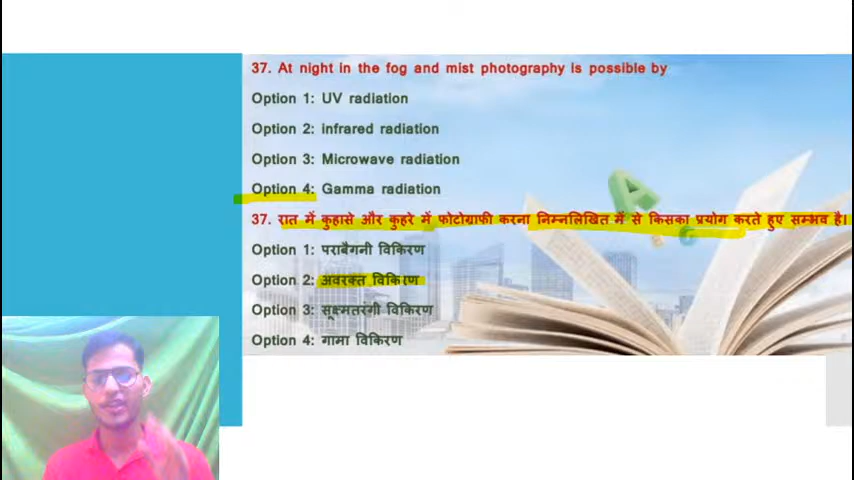 37. At night in the fog and mist photography is possible by
Option 1: UV radiation
Option 2: infrared radiation
Option 3: Microwave radiation
Option 4: Gamma radiation
37. रात में कुहासे और कुहरे में फोटोग्राफी करना निम्नलिखित में से किसका प्रयोग करते हुए सम्भव है।
Option 1: पराबैगनी विकिरण
Option 2: अवरक्त विकिरण
Option 3: सूक्ष्मतरंगी विकिरण
Option 4: गामा विकिरण
A